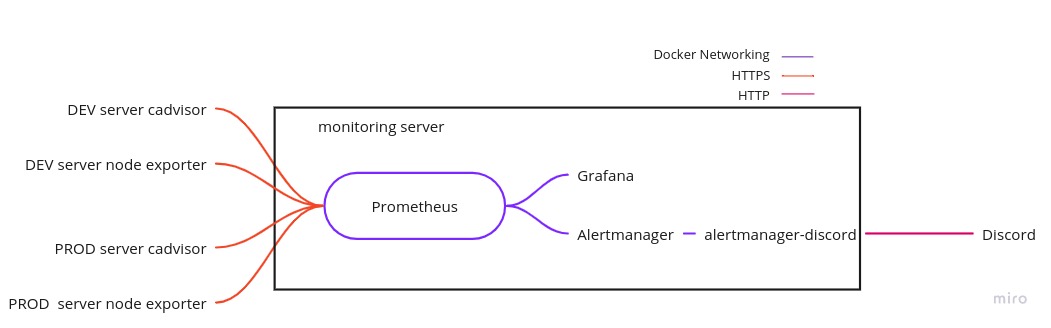 Docker Networking
HTTPS
HTTP
DEV server cadvisor
monitoring server
DEV server node exporter
Grafana
Prometheus
Alertmanager
alertmanager-discord
Discord
PROD server cadvisor
PROD  server node exporter
miro